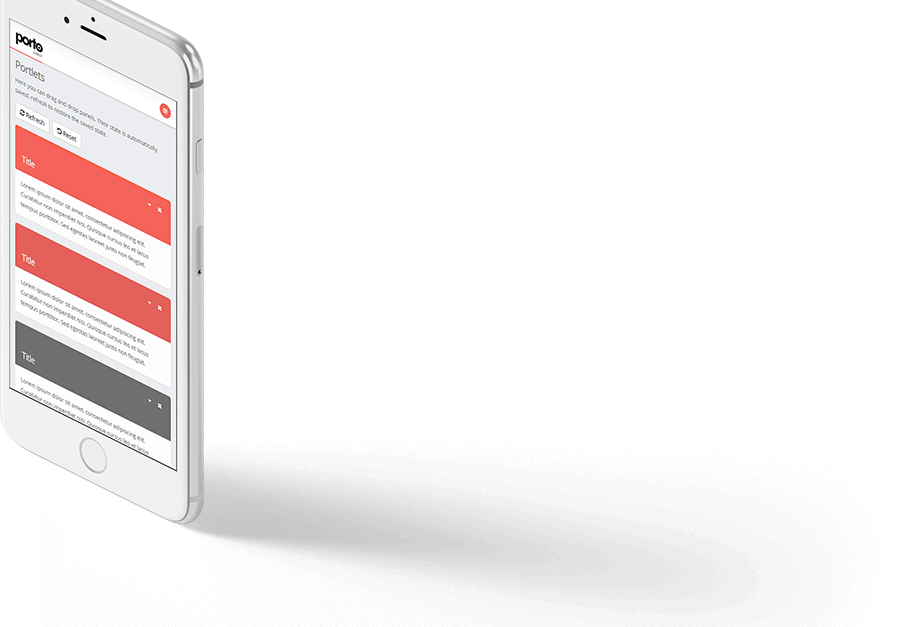 porto
Portlets
Here you can drag and drop panels. Their state is automatically
saved, refresh to restore the saved state.
Refresh
Reset
Title
Lorem ipsum dolor sit amet, consectetur adipiscing elit.
Curabitur non imperdiet nisi. Quisque cursus leo et lacus
tempus porttitor. Sed egestas laoreet justo non feugiat.
Title
Lorem ipsum dolor sit amet, consectetur adipiscing elit.
Curabitur non imperdiet nisi. Quisque cursus leo et lacus
tempus porttitor. Sed egestas laoreet justo non feugiat.
Title
Lorem ipsum dolor sit amet, consectetur adipiscing elit.
Curabitur non imperdiet nisi. Quisque cursus leo et lacus